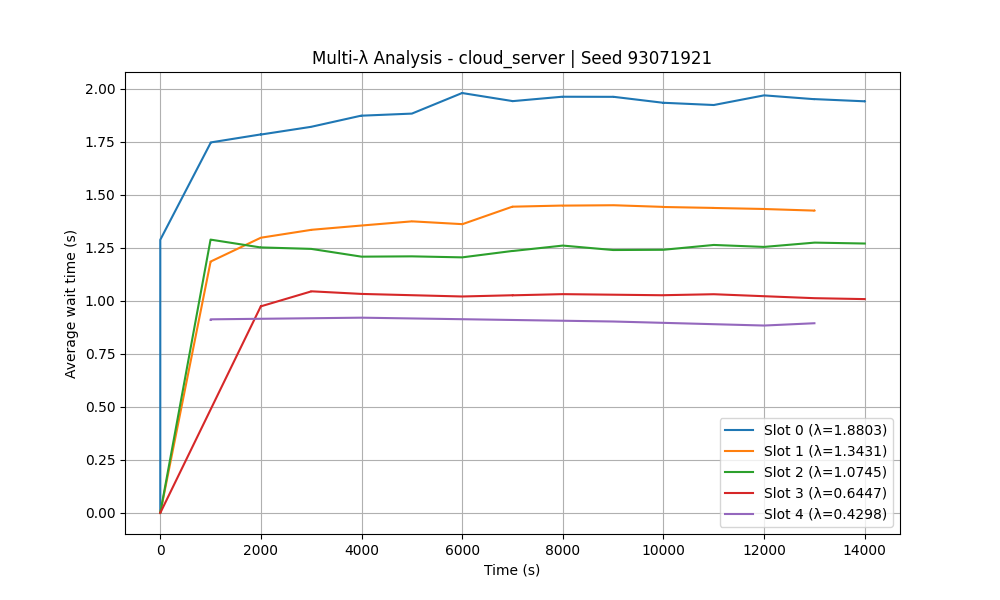 Multi-λ Analysis - cloud_server | Seed 93071921
Average wait time (s)
2.00
1.75
1.50
1.25
1.00
0.75
0.50
0.25
0.00
0 2000 4000 6000 8000 10000 12000 14000
Time (s)
Slot 0 (λ=1.8803)
Slot 1 (λ=1.3431)
Slot 2 (λ=1.0745)
Slot 3 (λ=0.6447)
Slot 4 (λ=0.4298)